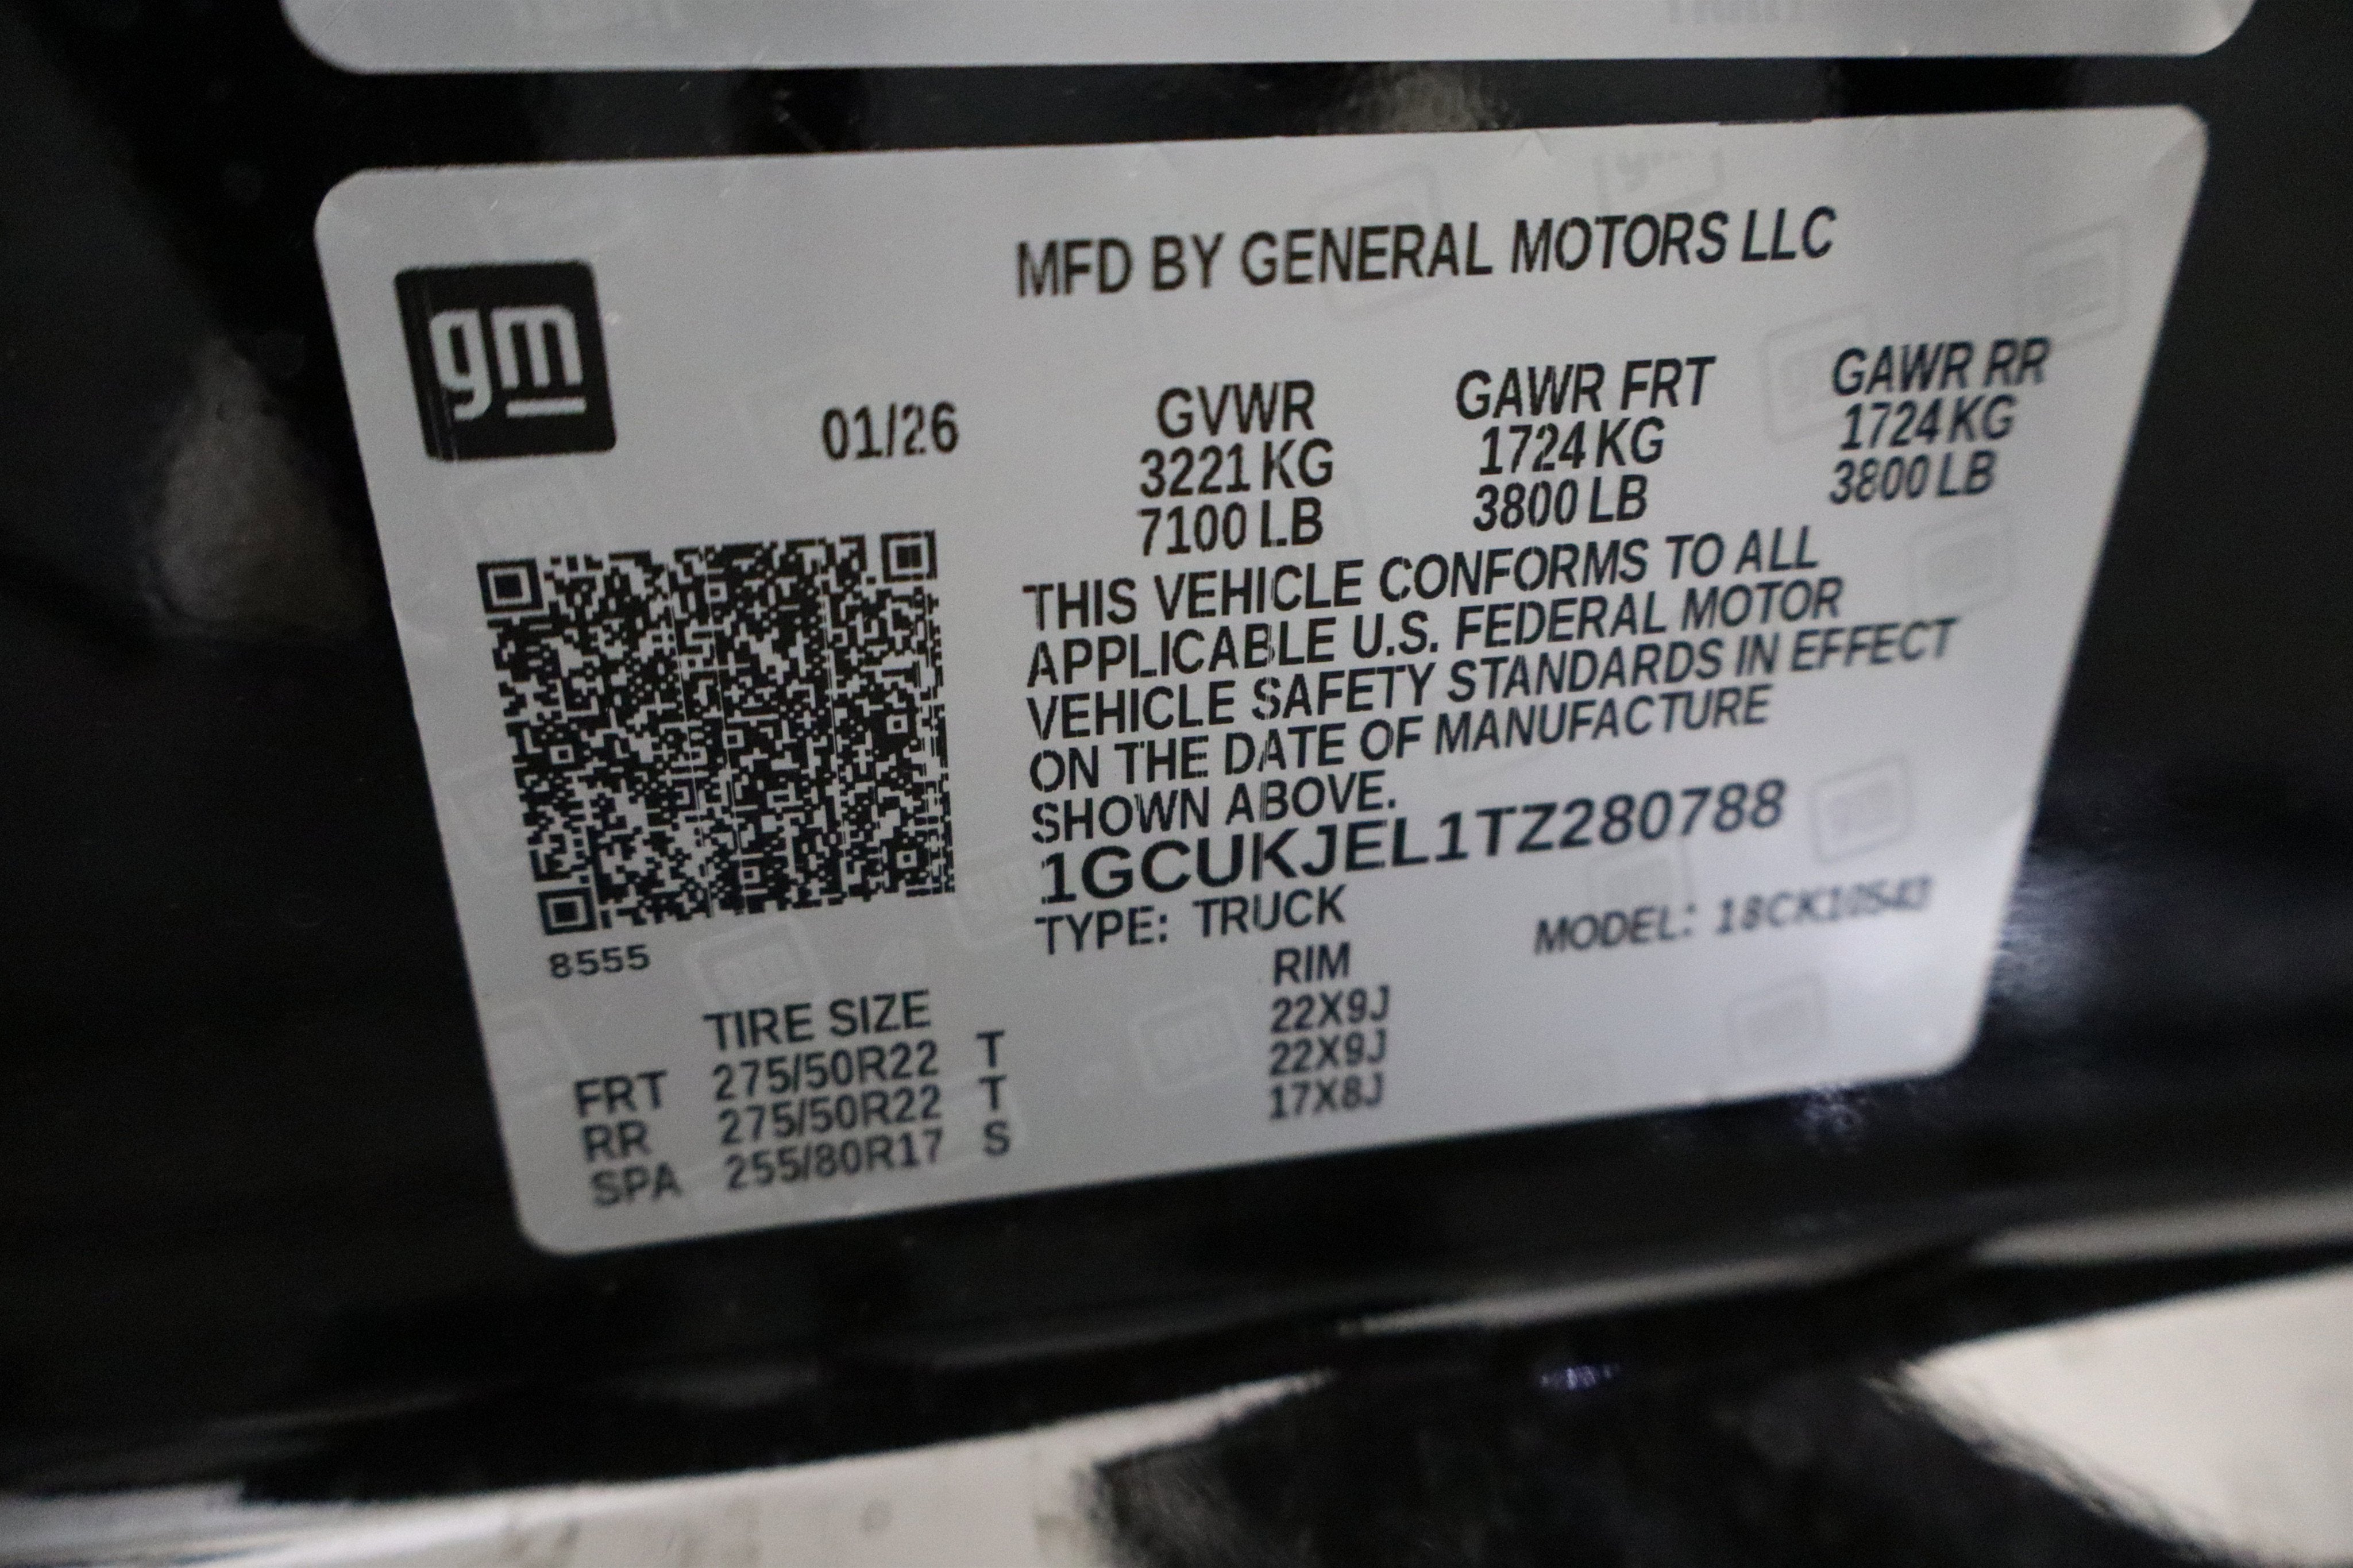 gm
MFD BY GENERAL MOTORS LLC
01/26
GVWR GAWR FRT GAWR RR
3221 KG 1724 KG 1724 KG
7100 LB 3800 LB 3800 LB
THIS VEHICLE CONFORMS TO ALL
APPLICABLE U.S. FEDERAL MOTOR
VEHICLE SAFETY STANDARDS IN EFFECT
ON THE DATE OF MANUFACTURE
SHOWN ABOVE.
1GCUKJEL1TZ280788
TYPE: TRUCK MODEL: 18CK10543
8555
TIRE SIZE RIM
FRT 275/50R22 T 22X9J
RR 275/50R22 T 22X9J
SPA 255/80R17 S 17X8J